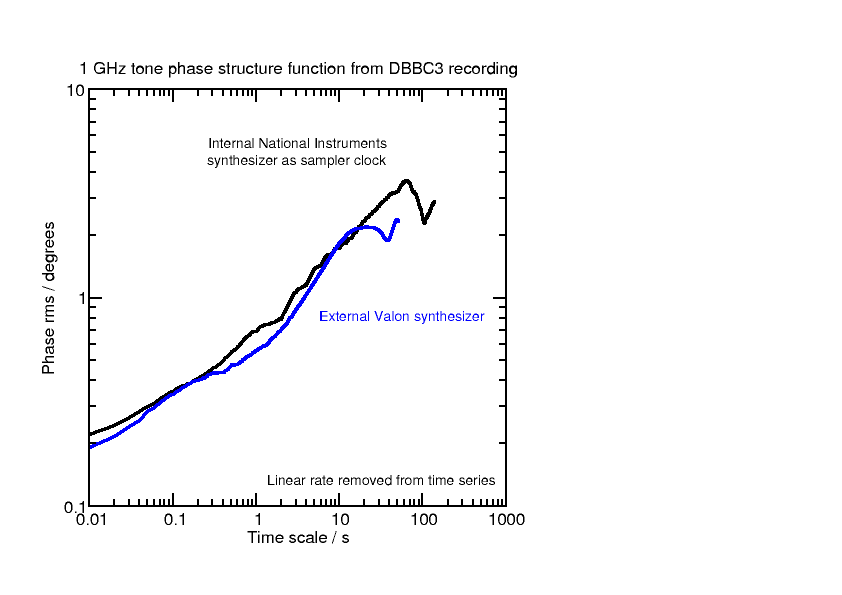 1 GHz tone phase structure function from DBBC3 recording
10
Internal National Instruments
synthesizer as sampler clock
Phase rms / degrees
1
External Valon synthesizer
Linear rate removed from time series
0.1
0.01 0.1 1 10 100 1000
Time scale / s